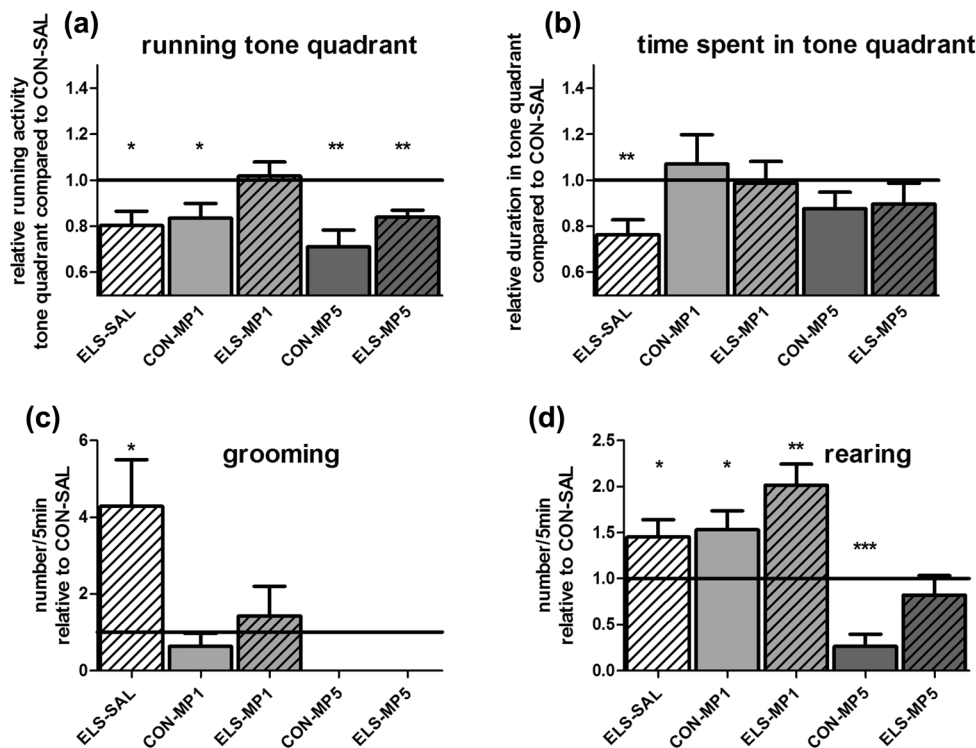 (a)
running tone quadrant
relative running activity
tone quadrant compared to CON-SAL
1.4
1.2
1.0
0.8
0.6
*
*
**
**
ELS-SAL
CON-MP1
ELS-MP1
CON-MP5
ELS-MP5
(b)
time spent in tone quadrant
relative duration in tone quadrant
compared to CON-SAL
1.4
1.2
1.0
0.8
0.6
**
ELS-SAL
CON-MP1
ELS-MP1
CON-MP5
ELS-MP5
(c)
grooming
number/5min
relative to CON-SAL
6
4
2
0
*
ELS-SAL
CON-MP1
ELS-MP1
CON-MP5
ELS-MP5
(d)
rearing
number/5min
relative to CON-SAL
2.5
2.0
1.5
1.0
0.5
0.0
*
*
**
***
ELS-SAL
CON-MP1
ELS-MP1
CON-MP5
ELS-MP5